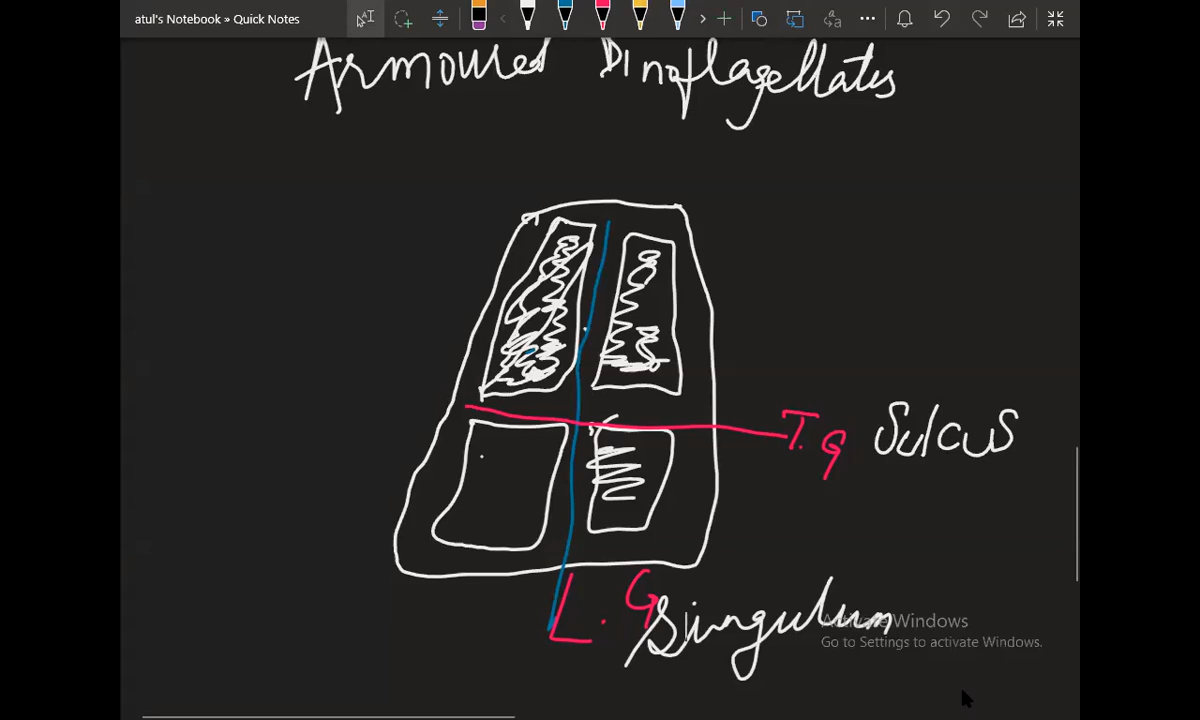 atul's Notebook » Quick Notes
Armoured Dinoflagellates
T. G Sulcus
L. G Singulum
Activate Windows
Go to Settings to activate Windows.